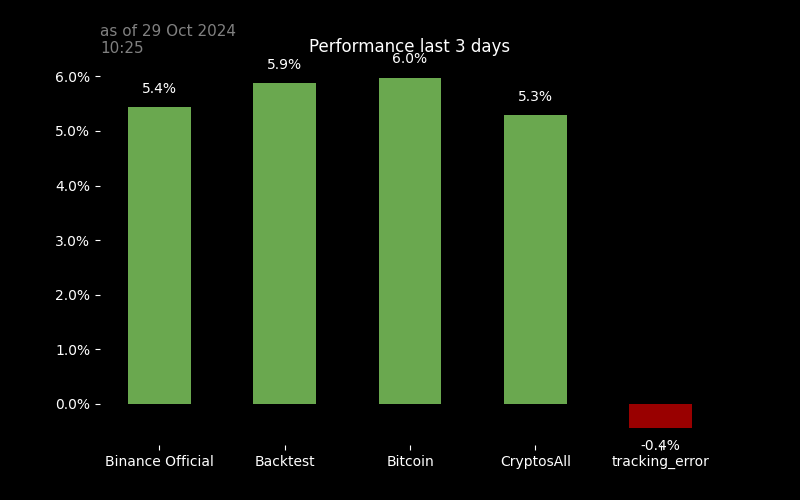 as of 29 Oct 2024
10:25
Performance last 3 days
6.0%
5.0%
4.0%
3.0%
2.0%
1.0%
0.0%
5.4%
5.9%
6.0%
5.3%
-0.4%
Binance Official
Backtest
Bitcoin
CryptosAll
tracking_error